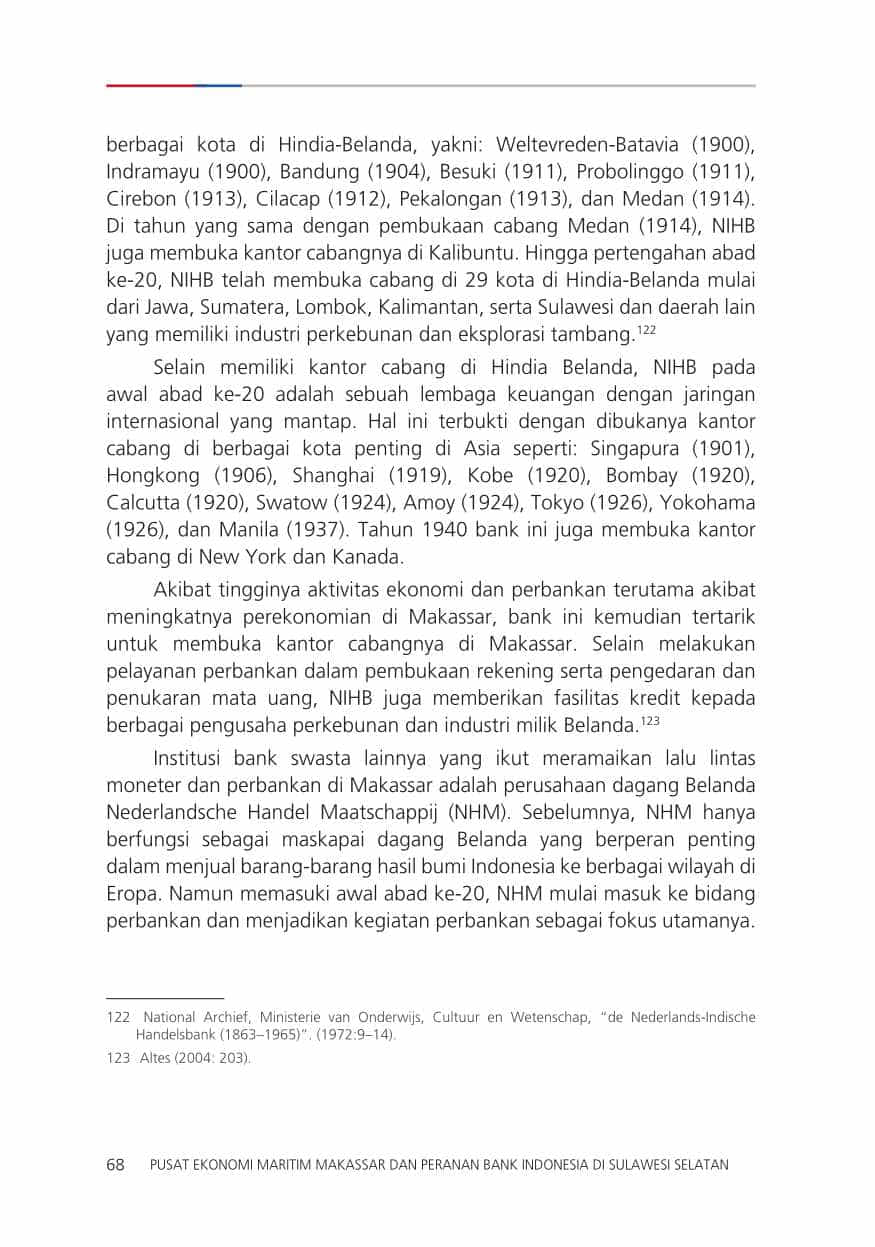 berbagai kota di Hindia-Belanda, yakni: Weltevreden-Batavia (1900),
Indramayu (1900), Bandung (1904), Besuki (1911), Probolinggo (1911),
Cirebon (1913), Cilacap (1912), Pekalongan (1913), dan Medan (1914).
Di tahun yang sama dengan pembukaan cabang Medan (1914), NIHB
juga membuka kantor cabangnya di Kalibuntu. Hingga pertengahan abad
ke-20, NIHB telah membuka cabang di 29 kota di Hindia-Belanda mulai
dari Jawa, Sumatera, Lombok, Kalimantan, serta Sulawesi dan daerah lain
yang memiliki industri perkebunan dan eksplorasi tambang.122
Selain memiliki kantor cabang di Hindia Belanda, NIHB pada
awal abad ke-20 adalah sebuah lembaga keuangan dengan jaringan
internasional yang mantap. Hal ini terbukti dengan dibukanya kantor
cabang di berbagai kota penting di Asia seperti: Singapura (1901),
Hongkong (1906), Shanghai (1919), Kobe (1920), Bombay (1920),
Calcutta (1920), Swatow (1924), Amoy (1924), Tokyo (1926), Yokohama
(1926), dan Manila (1937). Tahun 1940 bank ini juga membuka kantor
cabang di New York dan Kanada.
Akibat tingginya aktivitas ekonomi dan perbankan terutama akibat
meningkatnya perekonomian di Makassar, bank ini kemudian tertarik
untuk membuka kantor cabangnya di Makassar. Selain melakukan
pelayanan perbankan dalam pembukaan rekening serta pengedaran dan
penukaran mata uang, NIHB juga memberikan fasilitas kredit kepada
berbagai pengusaha perkebunan dan industri milik Belanda.123
Institusi bank swasta lainnya yang ikut meramaikan lalu lintas
moneter dan perbankan di Makassar adalah perusahaan dagang Belanda
Nederlandsche Handel Maatschappij (NHM). Sebelumnya, NHM hanya
berfungsi sebagai maskapai dagang Belanda yang berperan penting
dalam menjual barang-barang hasil bumi Indonesia ke berbagai wilayah di
Eropa. Namun memasuki awal abad ke-20, NHM mulai masuk ke bidang
perbankan dan menjadikan kegiatan perbankan sebagai fokus utamanya.
122 National Archief, Ministerie van Onderwijs, Cultuur en Wetenschap, “de Nederlands-Indische
Handelsbank (1863–1965)”. (1972:9–14).
123 Altes (2004: 203).
68 PUSAT EKONOMI MARITIM MAKASSAR DAN PERANAN BANK INDONESIA DI SULAWESI SELATAN